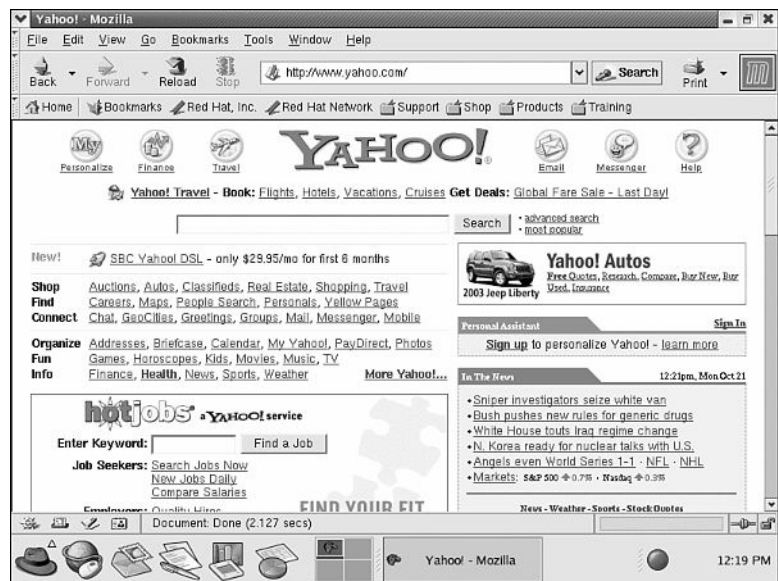 Yahoo! - Mozilla
File Edit View Go Bookmarks Tools Window Help
Back Forward Reload Stop http://www.yahoo.com/ Search Print
Home Bookmarks Red Hat, Inc. Red Hat Network Support Shop Products Training
My YAHOO!
Personalize Finance Travel Email Messenger Help
Yahoo! Travel - Book: Flights, Hotels, Vacations, Cruises Get Deals: Global Fare Sale - Last Day!
Search • advanced search
• most popular
New! SBC Yahoo! DSL - only $29.95/mo for first 6 months
Shop Auctions, Autos, Classifieds, Real Estate, Shopping, Travel
Find Careers, Maps, People Search, Personals, Yellow Pages
Connect Chat, GeoCities, Greetings, Groups, Mail, Messenger, Mobile
Organize Addresses, Briefcase, Calendar, My Yahoo!, PayDirect, Photos
Fun Games, Horoscopes, Kids, Movies, Music, TV
Info Finance, Health, News, Sports, Weather More Yahoo!...
hotjobs a YAHOO! service
Enter Keyword: Find a Job
Job Seekers: Search Jobs Now
New Jobs Daily
Compare Salaries
Employers: Quality Hires
FIND YOUR FIT
Yahoo! Autos
Free Quotes, Research, Compare, Buy New, Buy
Used, Insurance
2003 Jeep Liberty
Personal Assistant Sign In
Sign up to personalize Yahoo! - learn more
In The News 12:21pm, Mon Oct 21
• Sniper investigators seize white van
• Bush pushes new rules for generic drugs
• White House touts Iraq regime change
• N. Korea ready for nuclear talks with U.S.
• Angels even World Series 1-1 · NFL · NHL
• Markets: S&P 500 +0.7% · Nasdaq +0.3%
News - Weather - Sports - Stock Quotes
Document: Done (2.127 secs)
Yahoo! - Mozilla 12:19 PM